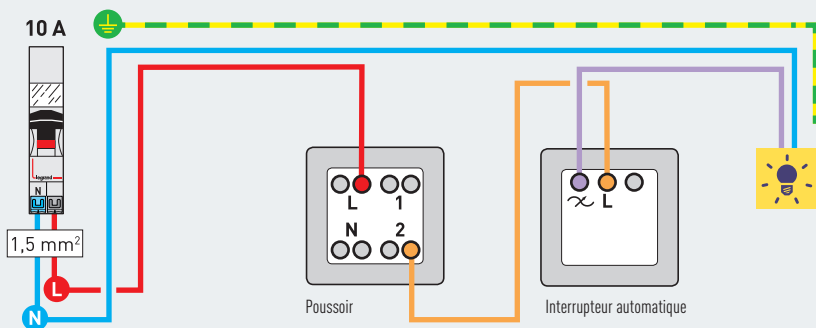 10 A
legrand
N
1,5 mm²
L
N
L 1
N 2
Poussoir
L
Interrupteur automatique